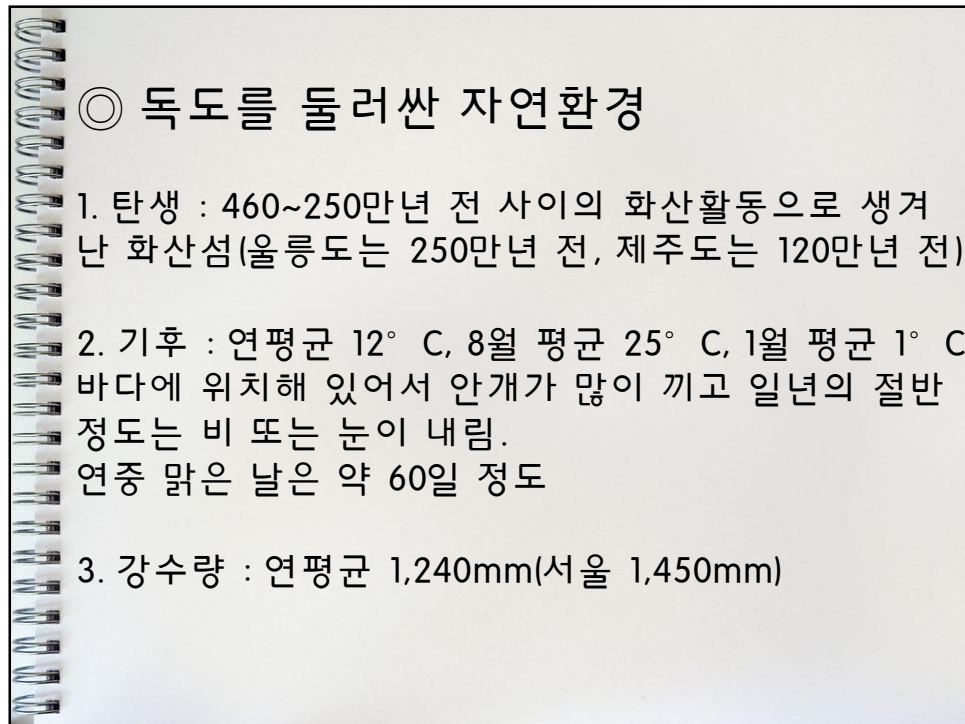 ◎ 독도를 둘러싼 자연환경
1. 탄생 : 460~250만년 전 사이의 화산활동으로 생겨
난 화산섬(울릉도는 250만년 전, 제주도는 120만년 전)
2. 기후 : 연평균 12° C, 8월 평균 25° C, 1월 평균 1° C
바다에 위치해 있어서 안개가 많이 끼고 일년의 절반
정도는 비 또는 눈이 내림.
연중 맑은 날은 약 60일 정도
3. 강수량 : 연평균 1,240mm(서울 1,450mm)